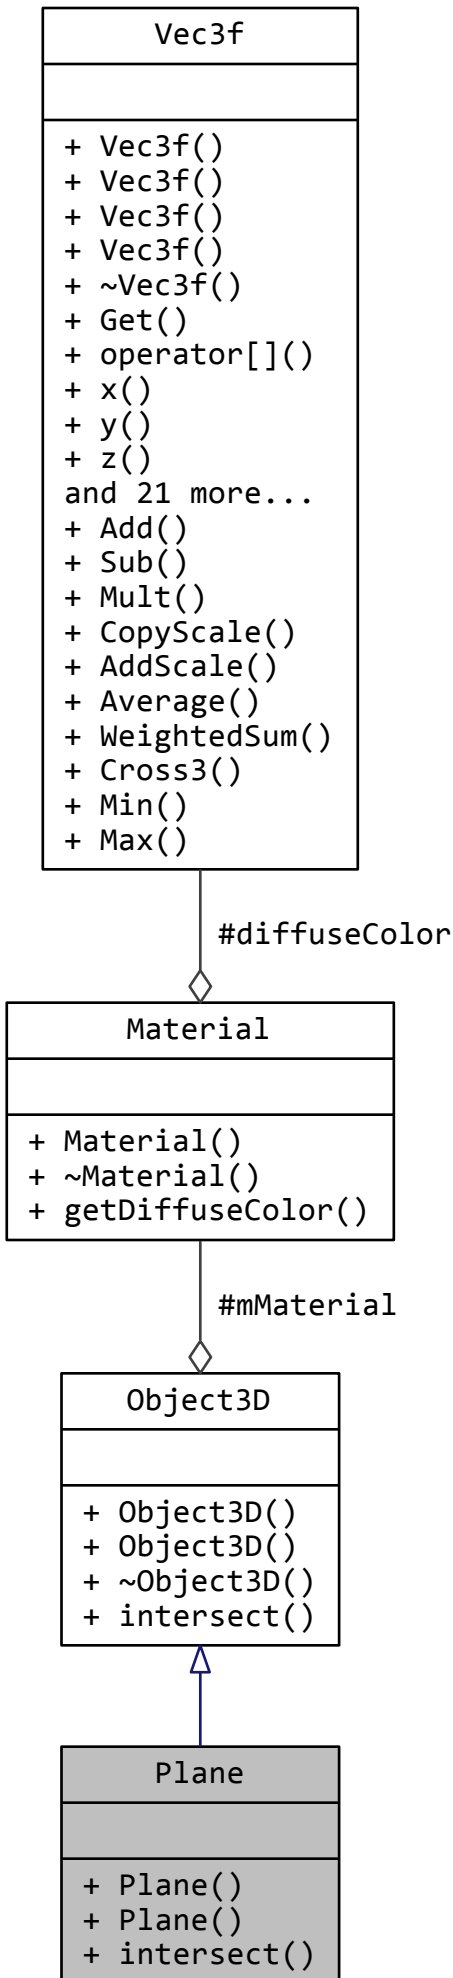 Vec3f
+ Vec3f()
+ Vec3f()
+ Vec3f()
+ Vec3f()
+ ~Vec3f()
+ Get()
+ operator[]()
+ x()
+ y()
+ z()
and 21 more...
+ Add()
+ Sub()
+ Mult()
+ CopyScale()
+ AddScale()
+ Average()
+ WeightedSum()
+ Cross3()
+ Min()
+ Max()
#diffuseColor
Material
+ Material()
+ ~Material()
+ getDiffuseColor()
#mMaterial
Object3D
+ Object3D()
+ Object3D()
+ ~Object3D()
+ intersect()
Plane
+ Plane()
+ Plane()
+ intersect()